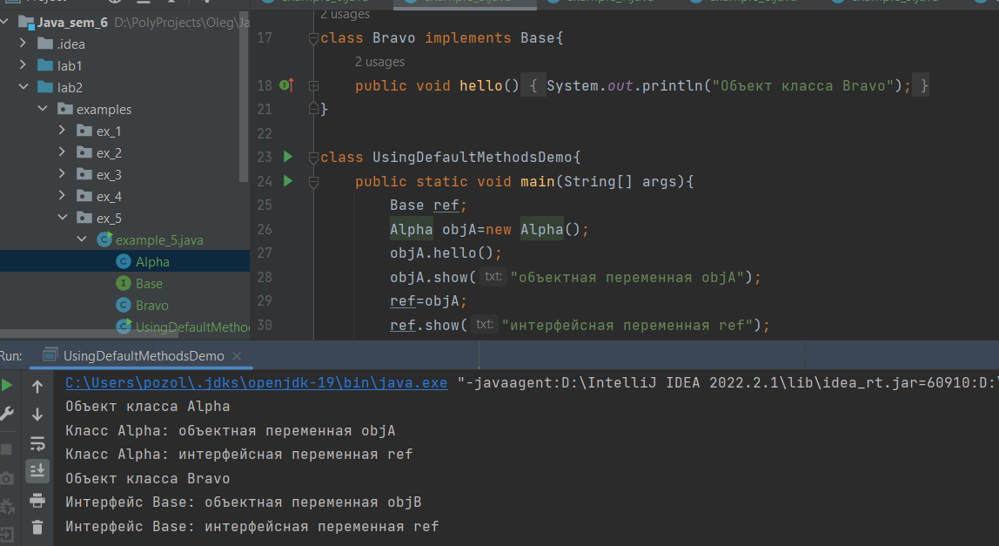 Java_sem_6 D:\PolyProjects\Oleg\Ja
.idea
lab1
lab2
examples
ex_1
ex_2
ex_3
ex_4
ex_5
example_5.java
Alpha
Base
Bravo
UsingDefaultMetho
2 usages
17 class Bravo implements Base{
2 usages
18 public void hello() { System.out.println("Объект класса Bravo"); }
21 }
22
23 class UsingDefaultMethodsDemo{
24 public static void main(String[] args){
25 Base ref;
26 Alpha objA=new Alpha();
27 objA.hello();
28 objA.show( txt: "объектная переменная objA");
29 ref=objA;
30 ref.show( txt: "интерфейсная переменная ref");
Run: UsingDefaultMethodsDemo
C:\Users\pozol\.jdks\openjdk-19\bin\java.exe "-javaagent:D:\IntelliJ IDEA 2022.2.1\lib\idea_rt.jar=60910:D:\
Объект класса Alpha
Класс Alpha: объектная переменная objA
Класс Alpha: интерфейсная переменная ref
Объект класса Bravo
Интерфейс Base: объектная переменная objB
Интерфейс Base: интерфейсная переменная ref